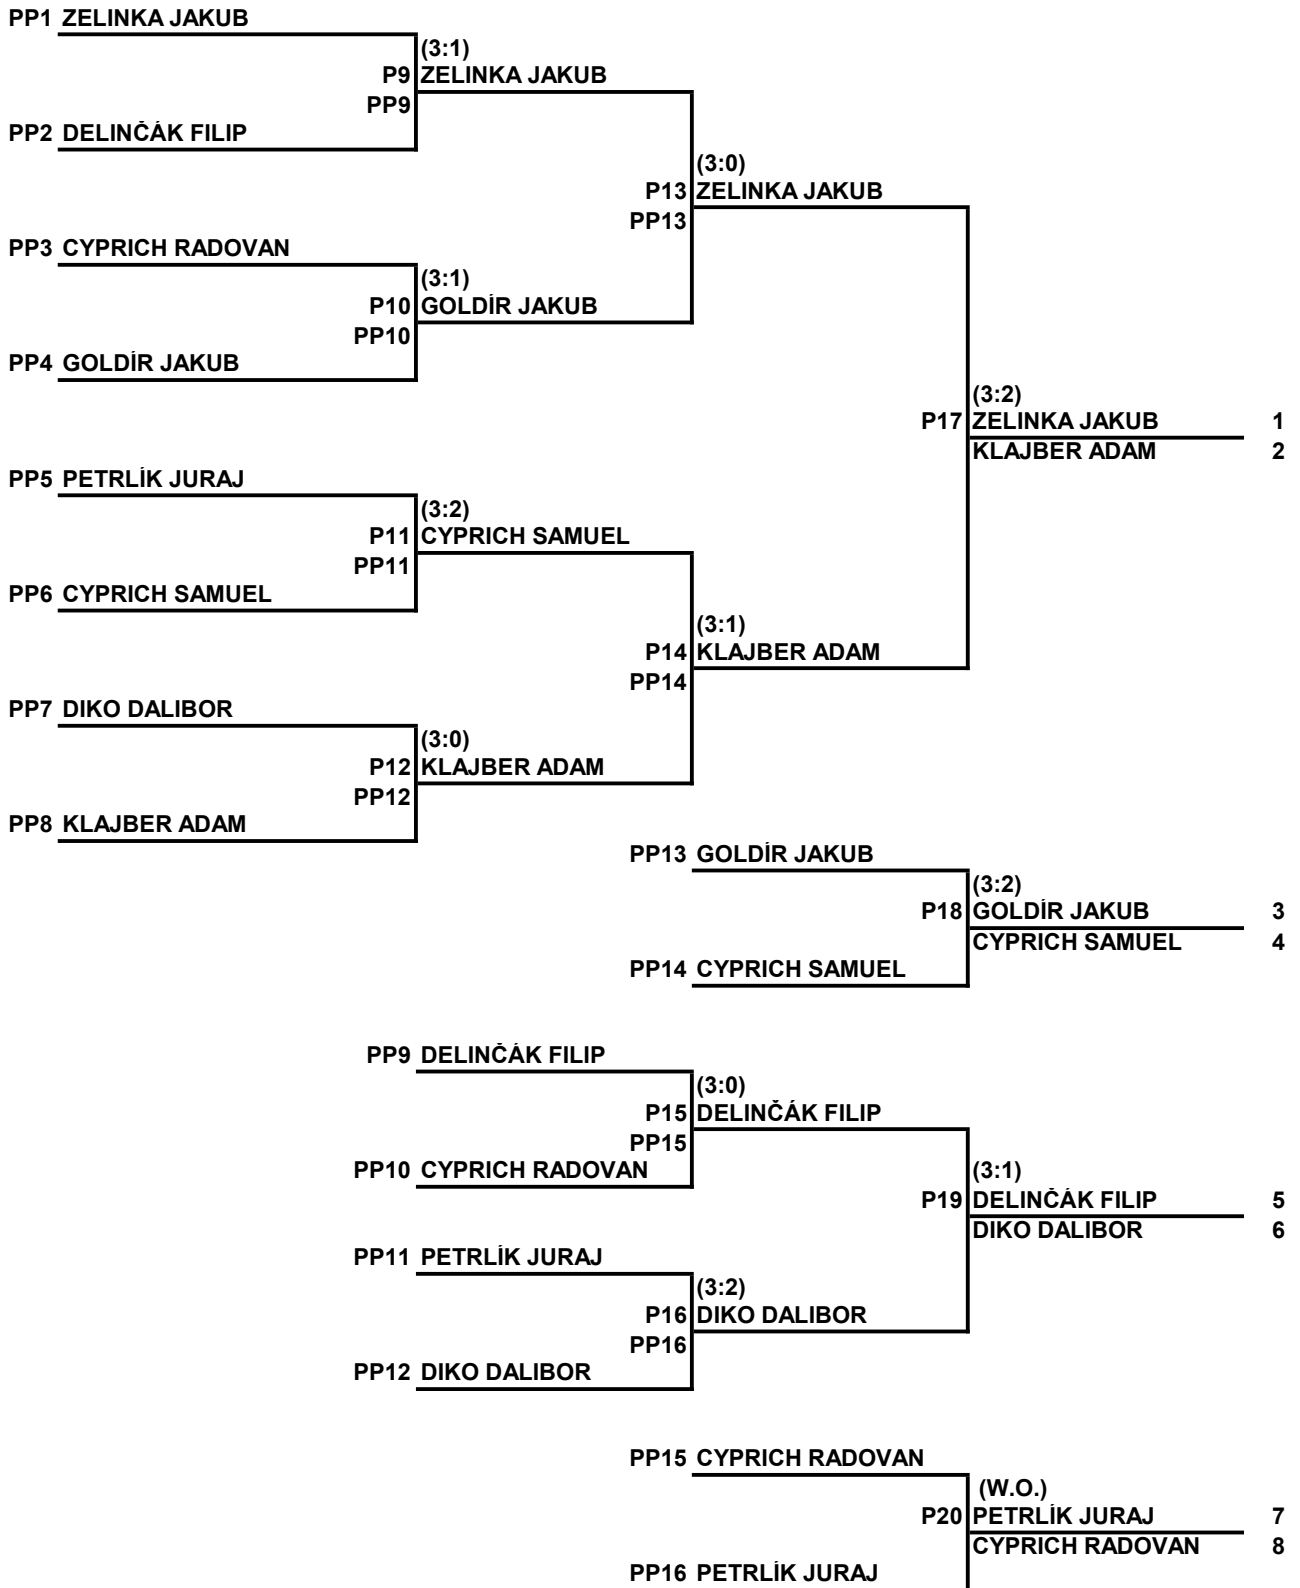 PP1 ZELINKA JAKUB
(3:1)
P9 ZELINKA JAKUB
PP9
PP2 DELINČÁK FILIP
(3:0)
P13 ZELINKA JAKUB
PP13
PP3 CYPRICH RADOVAN
(3:1)
P10 GOLDÍR JAKUB
PP10
PP4 GOLDÍR JAKUB
(3:2)
P17 ZELINKA JAKUB 1
KLAJBER ADAM 2
PP5 PETRLÍK JURAJ
(3:2)
P11 CYPRICH SAMUEL
PP11
PP6 CYPRICH SAMUEL
(3:1)
P14 KLAJBER ADAM
PP14
PP7 DIKO DALIBOR
(3:0)
P12 KLAJBER ADAM
PP12
PP8 KLAJBER ADAM
PP13 GOLDÍR JAKUB
(3:2)
P18 GOLDÍR JAKUB 3
CYPRICH SAMUEL 4
PP14 CYPRICH SAMUEL
PP9 DELINČÁK FILIP
(3:0)
P15 DELINČÁK FILIP
PP15
PP10 CYPRICH RADOVAN
(3:1)
P19 DELINČÁK FILIP 5
DIKO DALIBOR 6
PP11 PETRLÍK JURAJ
(3:2)
P16 DIKO DALIBOR
PP16
PP12 DIKO DALIBOR
PP15 CYPRICH RADOVAN
(W.O.)
P20 PETRLÍK JURAJ 7
CYPRICH RADOVAN 8
PP16 PETRLÍK JURAJ